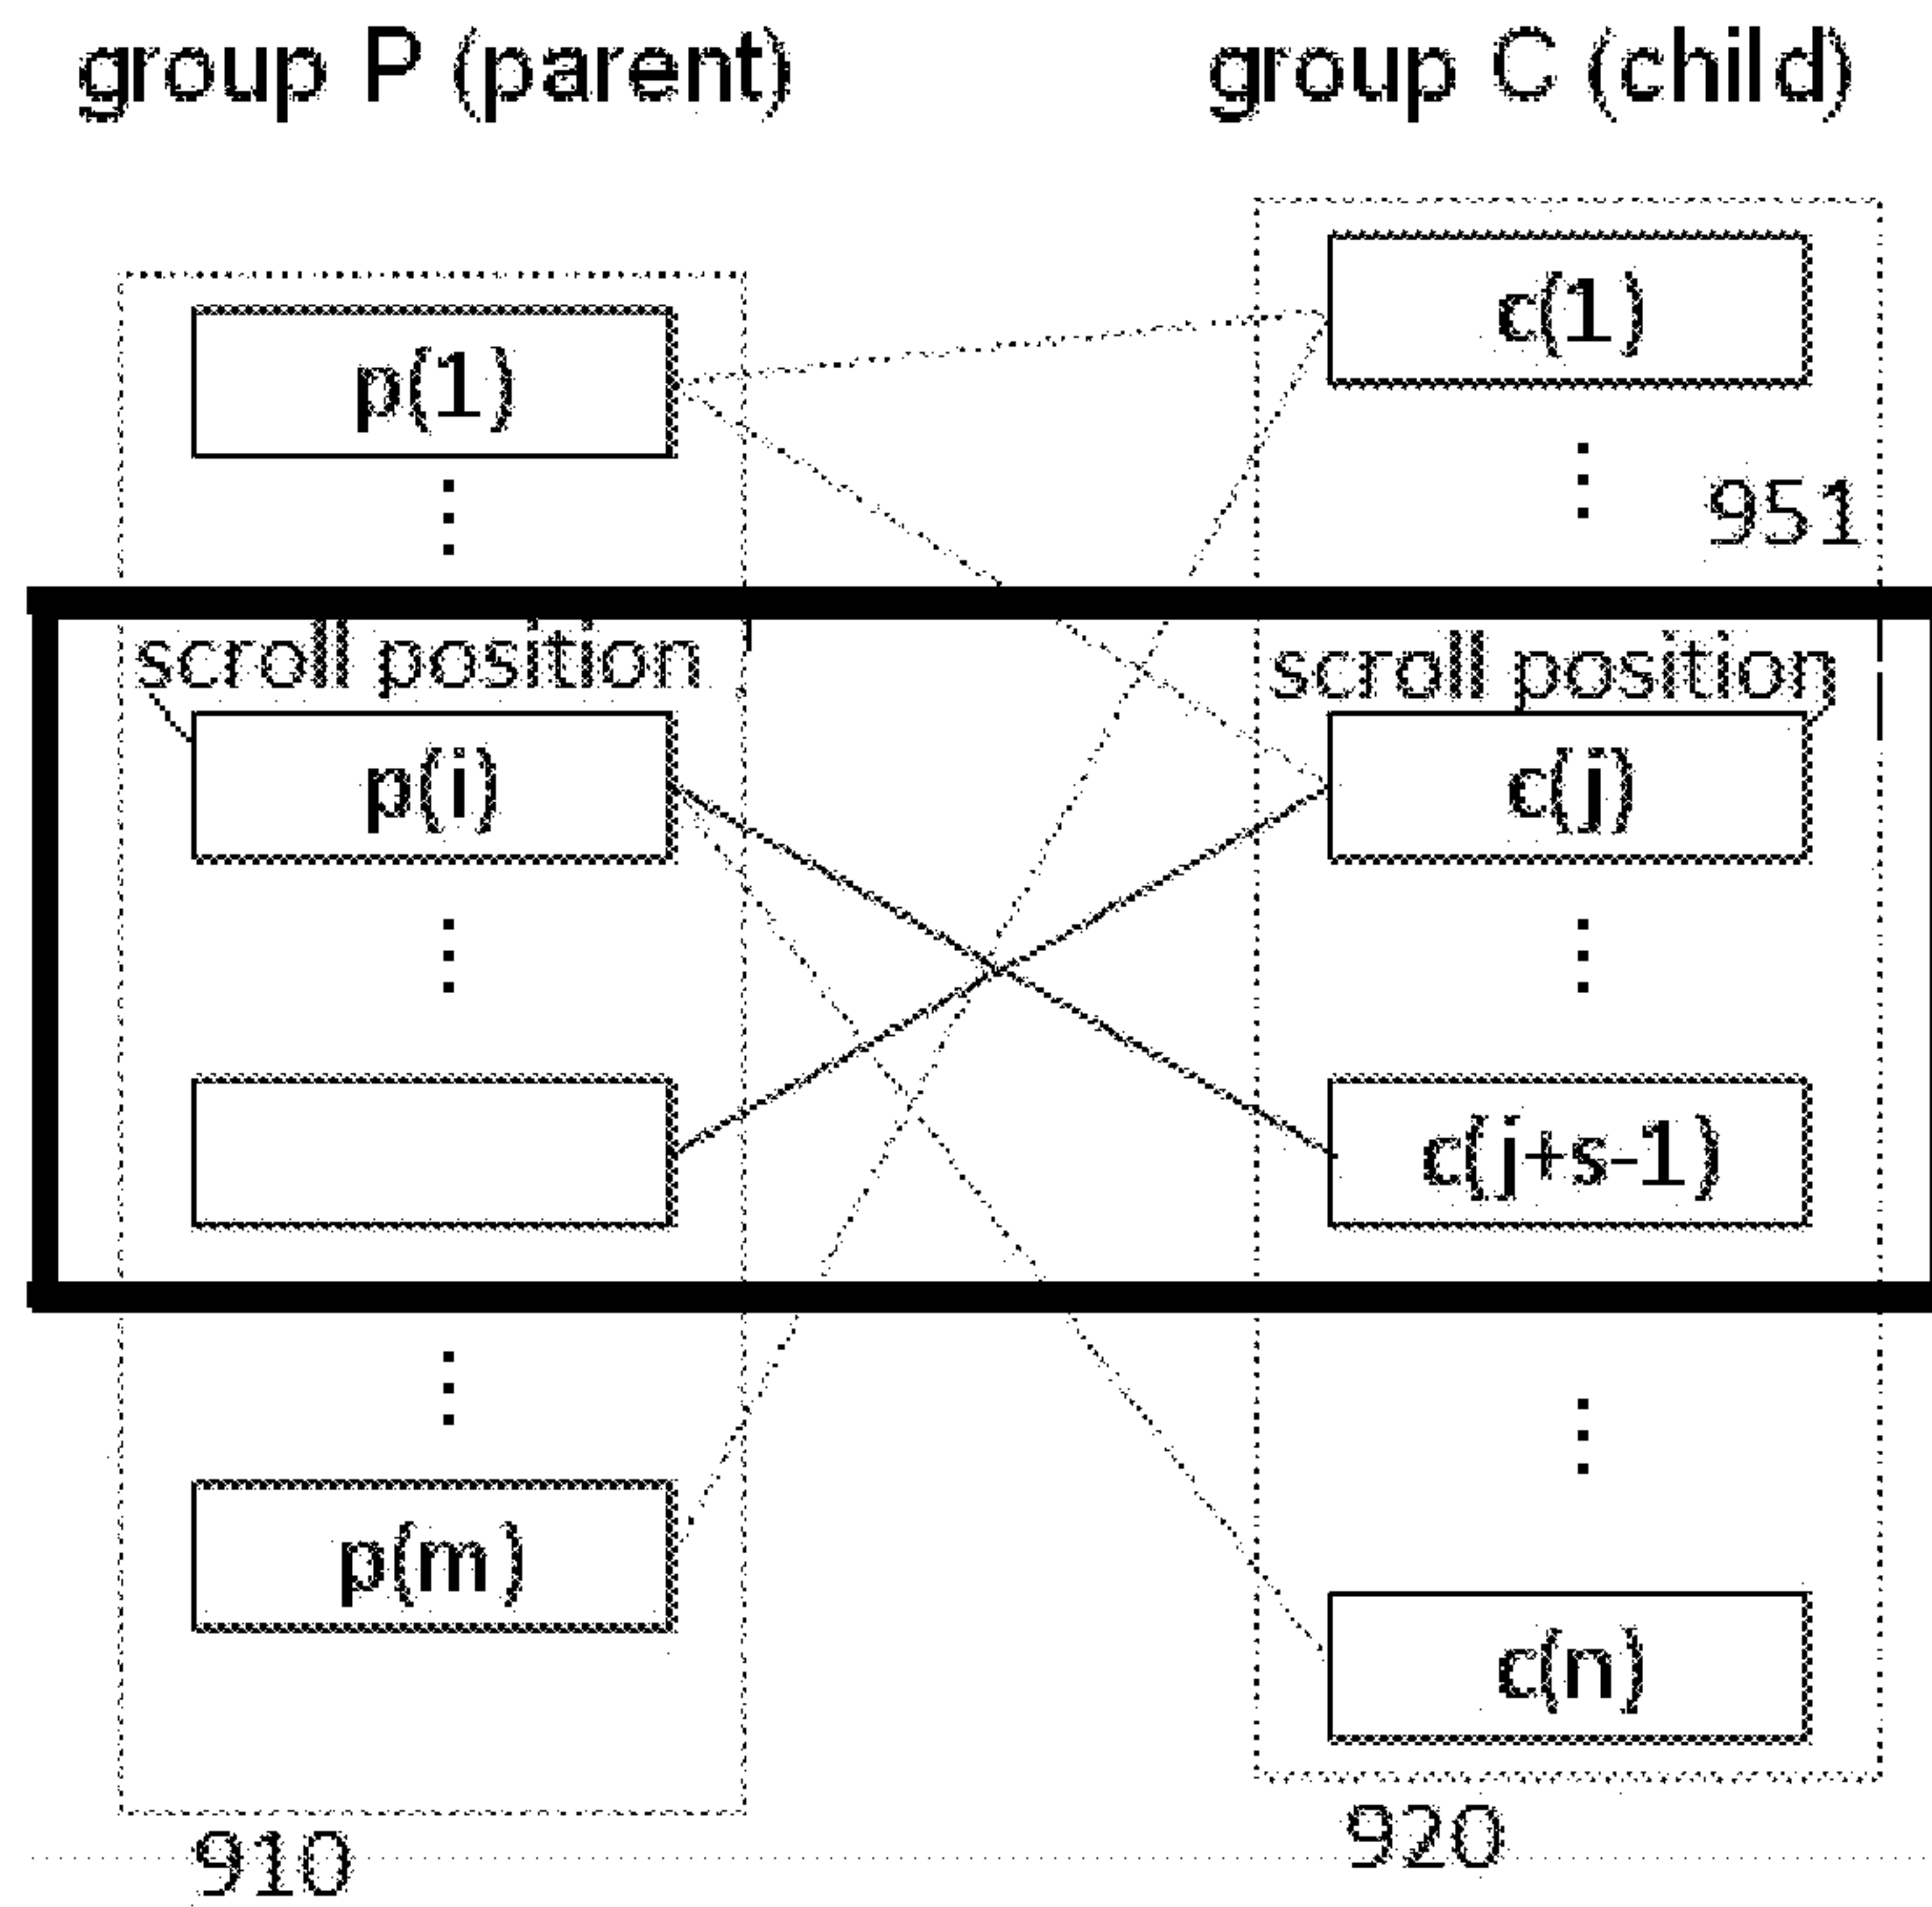 group P (parent)
group C (child)
c(1)
p(1)
951
scroll position
scroll position
p(i)
c(j)
c(j+s-1)
p(m)
c(n)
920
910